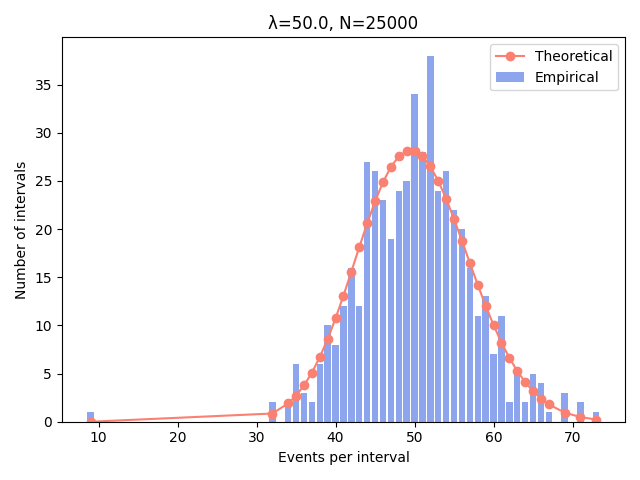 λ=50.0, N=25000
Theoretical
Empirical
35
30
25
20
15
10
5
0
Number of intervals
10 20 30 40 50 60 70
Events per interval